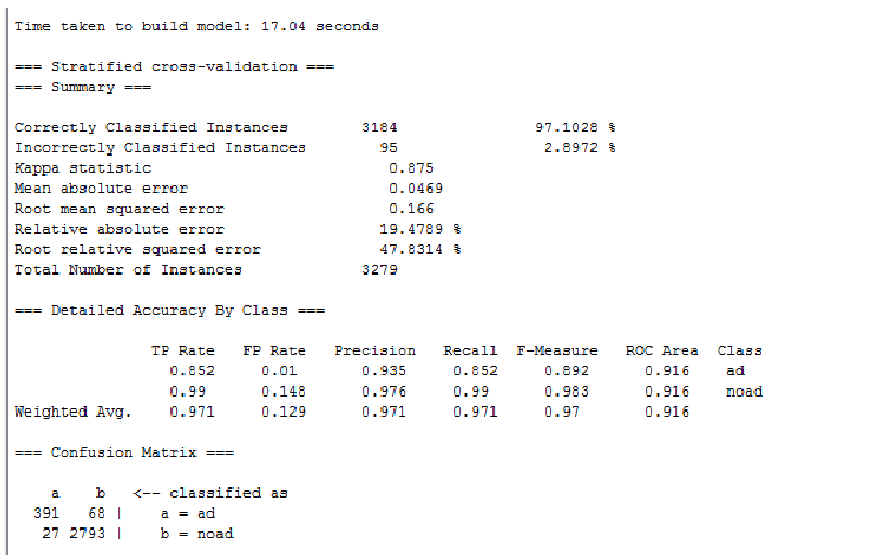 Time taken to build model: 17.04 seconds
=== Stratified cross-validation ===
=== Summary ===
Correctly Classified Instances 3184 97.1028 %
Incorrectly Classified Instances 95 2.8972 %
Kappa statistic 0.875
Mean absolute error 0.0469
Root mean squared error 0.166
Relative absolute error 19.4789 %
Root relative squared error 47.8314 %
Total Number of Instances 3279
=== Detailed Accuracy By Class ===
TP Rate FP Rate Precision Recall F-Measure ROC Area Class
0.852 0.01 0.935 0.852 0.892 0.916 ad
0.99 0.148 0.976 0.99 0.983 0.916 noad
Weighted Avg. 0.971 0.129 0.971 0.971 0.97 0.916
=== Confusion Matrix ===
a b <-- classified as
391 68 | a = ad
27 2793 | b = noad